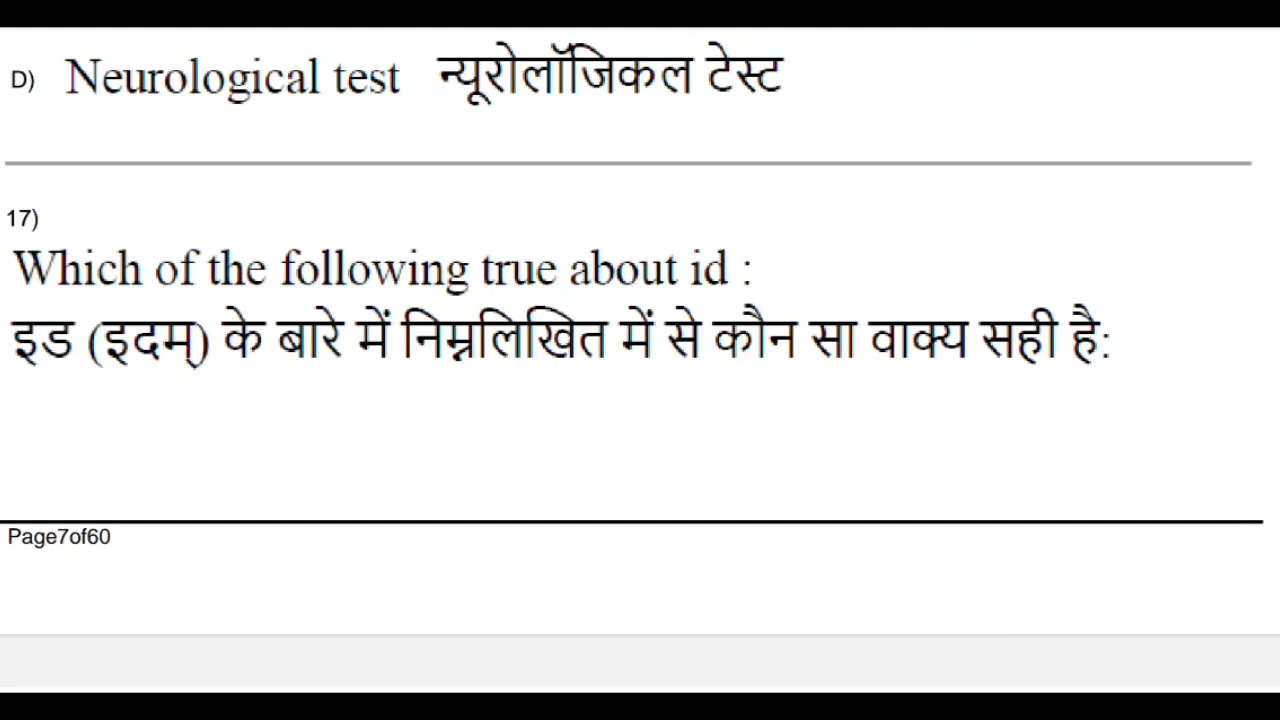 D) Neurological test न्यूरोलॉजिकल टेस्ट
17)
Which of the following true about id :
इड (इदम्) के बारे में निम्नलिखित में से कौन सा वाक्य सही है:
Page7of60